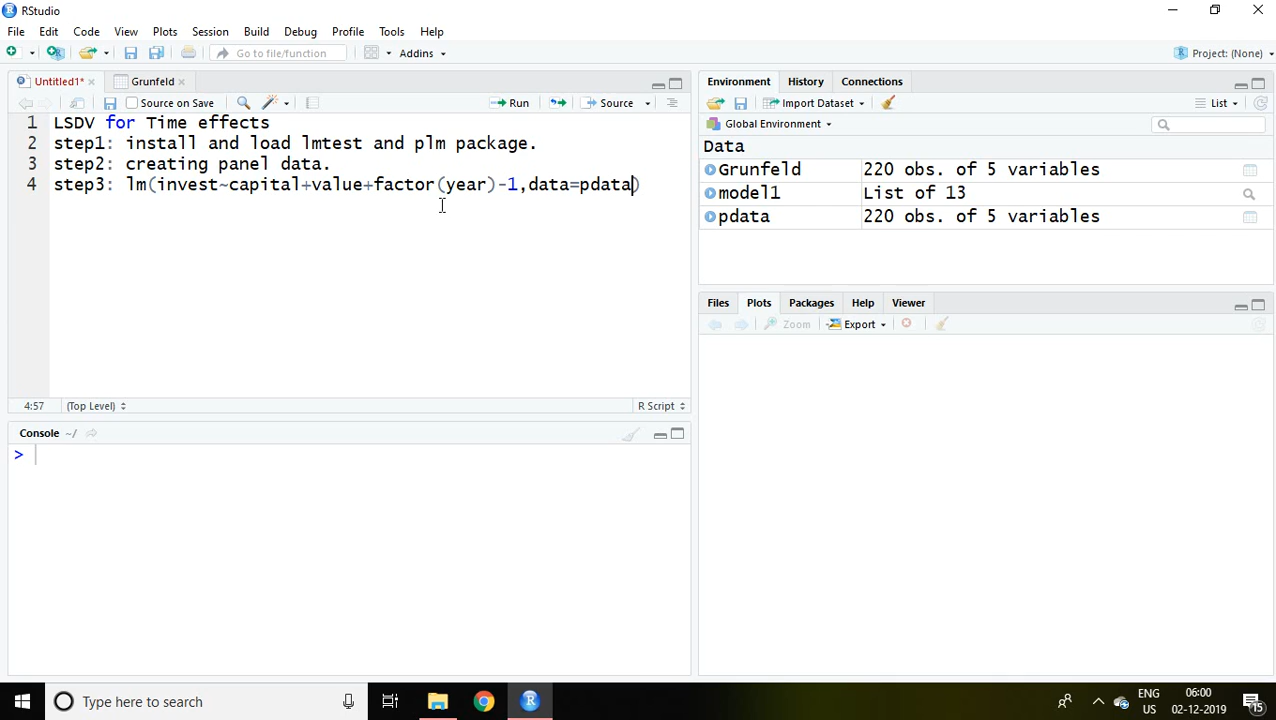 RStudio
File Edit Code View Plots Session Build Debug Profile Tools Help
Go to file/function Addins Project: (None)
Untitled1* Grunfeld
Source on Save Run Source
1 LSDV for Time effects
2 step1: install and load lmtest and plm package.
3 step2: creating panel data.
4 step3: lm(invest~capital+value+factor(year)-1,data=pdata)
4:57 (Top Level) R Script
Console ~/
>
Environment History Connections
Import Dataset List
Global Environment
Data
Grunfeld 220 obs. of 5 variables
model1 List of 13
pdata 220 obs. of 5 variables
Files Plots Packages Help Viewer
Zoom Export
Type here to search
ENG
US
06:00
02-12-2019
15